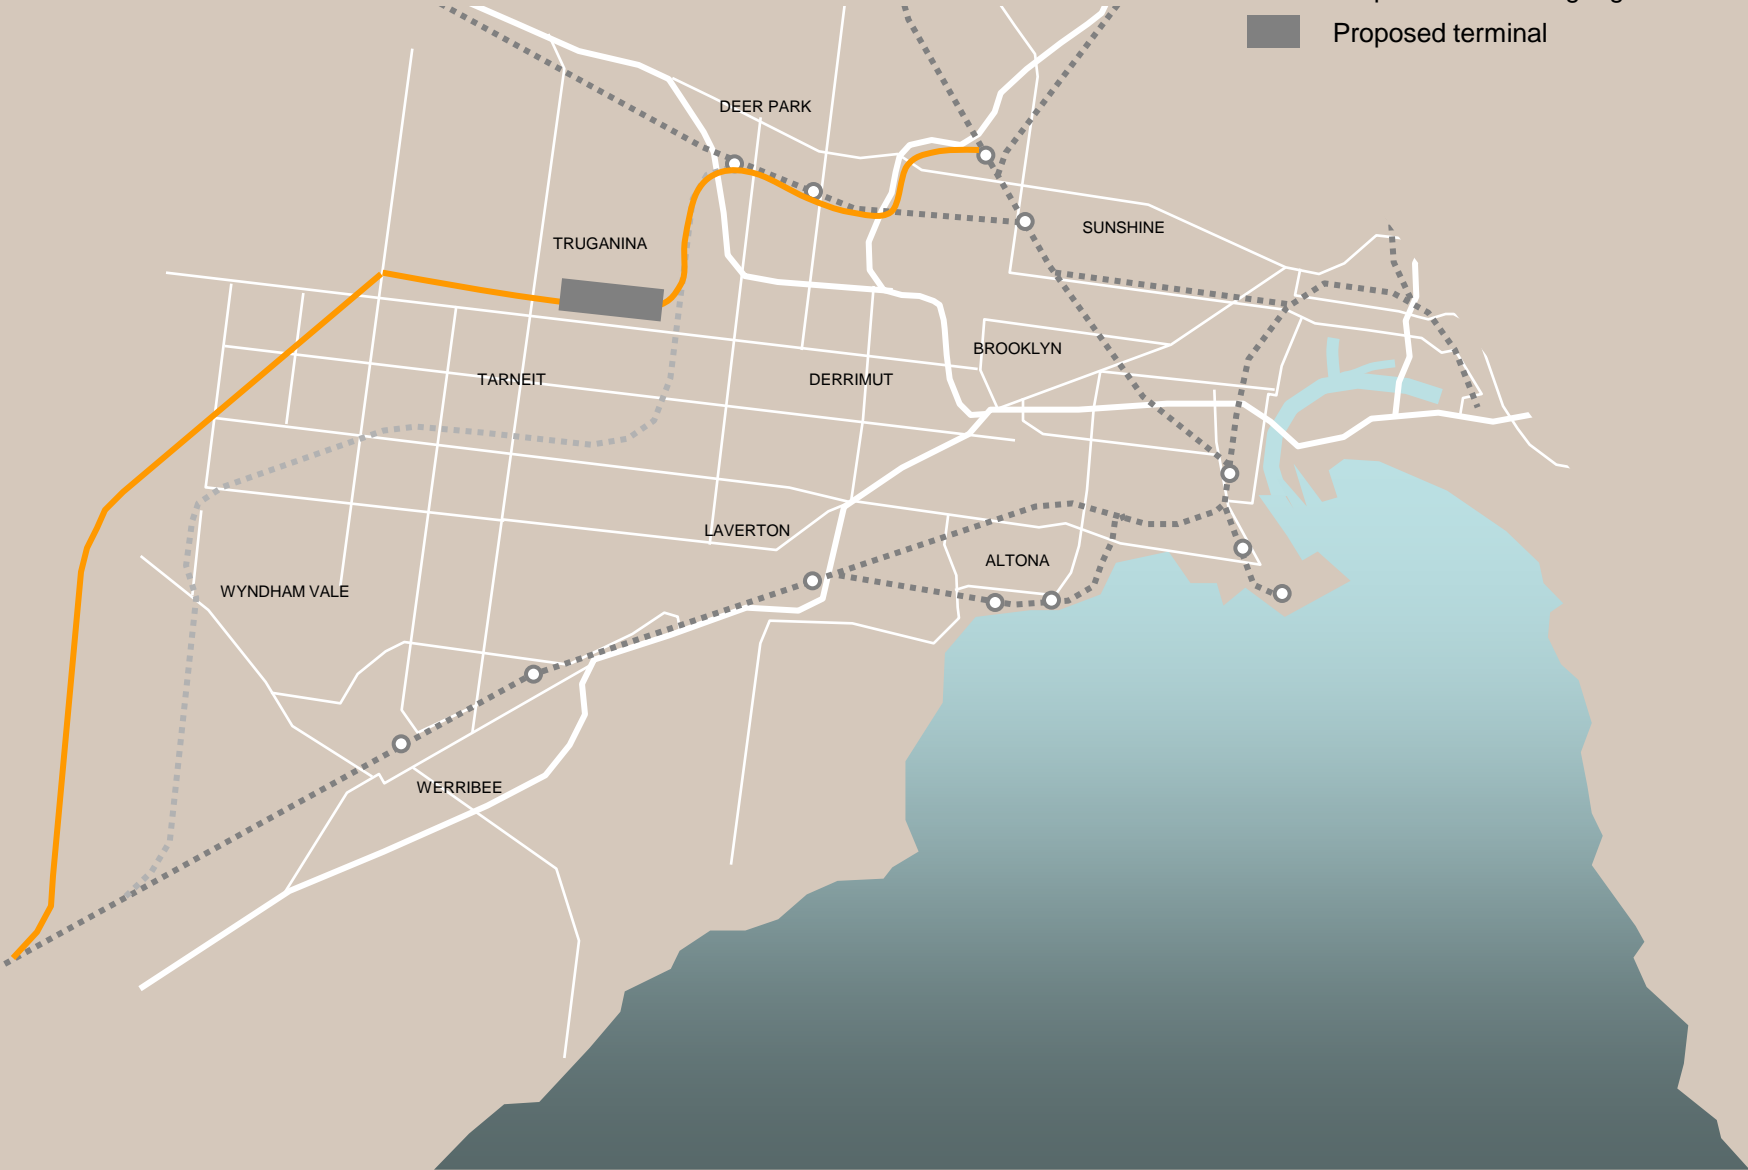 Proposed terminal
DEER PARK
SUNSHINE
TRUGANINA
BROOKLYN
TARNEIT
DERRIMUT
LAVERTON
ALTONA
WYNDHAM VALE
WERRIBEE